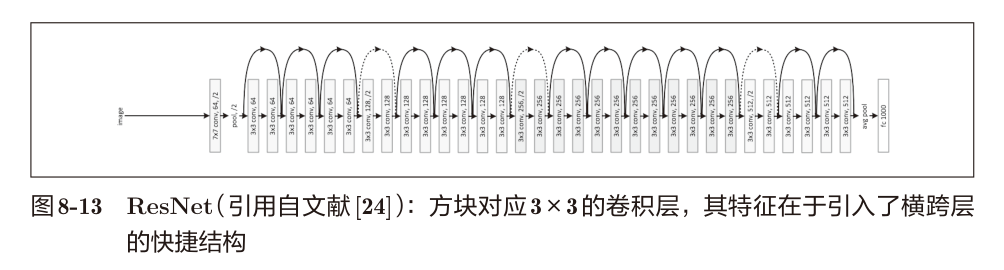 image
7x7 conv, 64, /2
pool, /2
3x3 conv, 64
3x3 conv, 64
3x3 conv, 64
3x3 conv, 64
3x3 conv, 64
3x3 conv, 64
3x3 conv, 128, /2
3x3 conv, 128
3x3 conv, 128
3x3 conv, 128
3x3 conv, 128
3x3 conv, 128
3x3 conv, 128
3x3 conv, 128
3x3 conv, 256, /2
3x3 conv, 256
3x3 conv, 256
3x3 conv, 256
3x3 conv, 256
3x3 conv, 256
3x3 conv, 256
3x3 conv, 256
3x3 conv, 256
3x3 conv, 256
3x3 conv, 256
3x3 conv, 256
3x3 conv, 512, /2
3x3 conv, 512
3x3 conv, 512
3x3 conv, 512
3x3 conv, 512
3x3 conv, 512
avg pool
fc 1000
图8-13 ResNet（引用自文献[24]）：方块对应3×3的卷积层，其特征在于引入了横跨层
的快捷结构